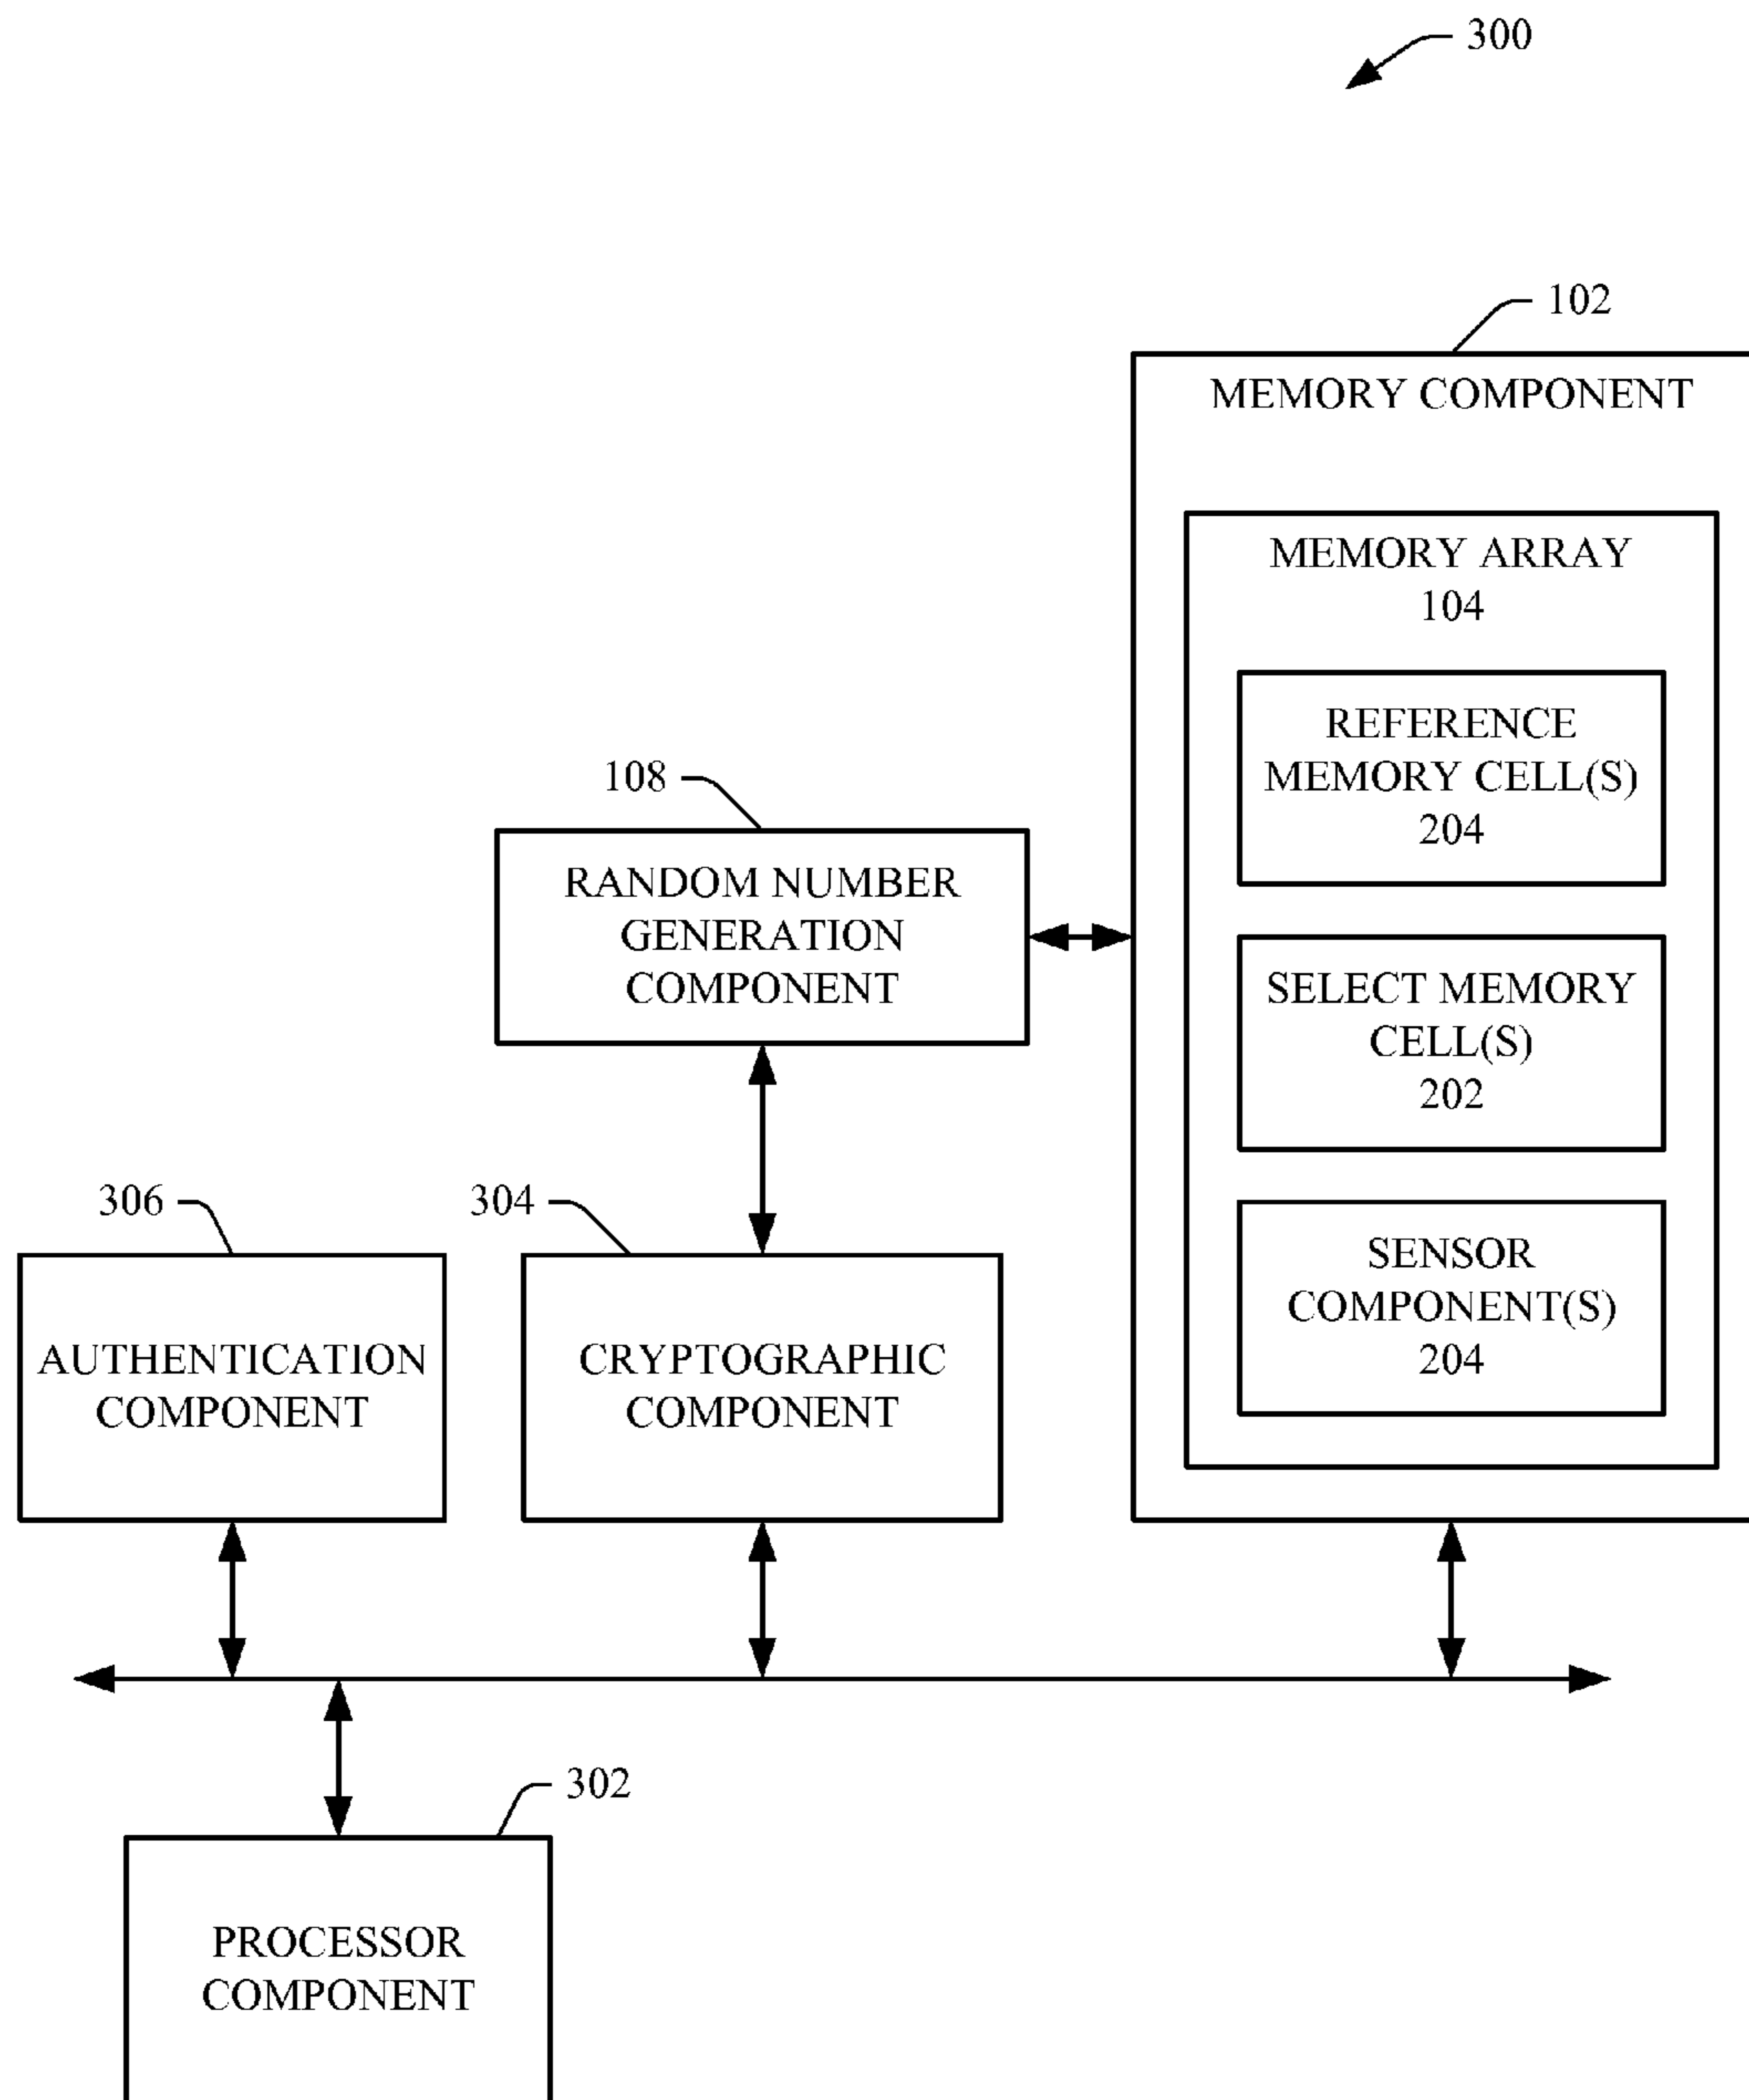 300
102
MEMORY COMPONENT
MEMORY ARRAY
104
REFERENCE
MEMORY CELL(S)
204
108
RANDOM NUMBER
GENERATION
COMPONENT
SELECT MEMORY
CELL(S)
202
306
304
SENSOR
COMPONENT(S)
204
AUTHENTICATION
COMPONENT
CRYPTOGRAPHIC
COMPONENT
302
PROCESSOR
COMPONENT